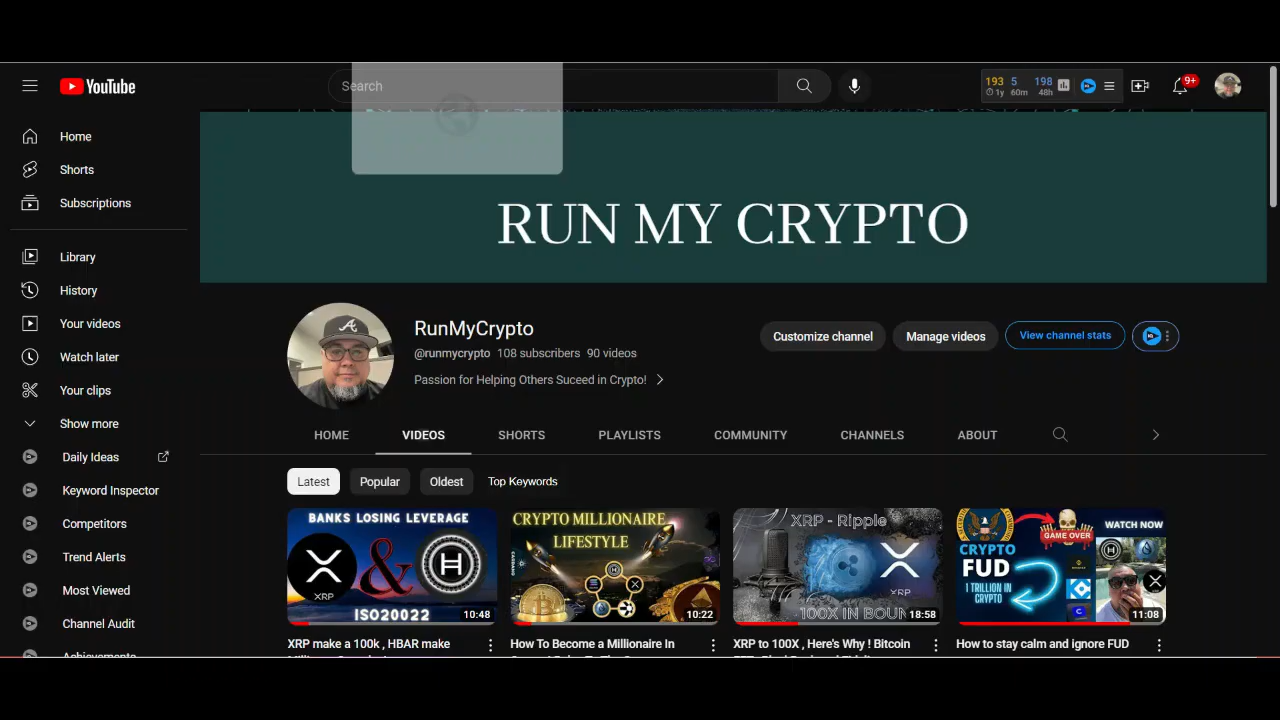 YouTube
Search
193 5 198
1y 60m 48h
9+
Home
Shorts
Subscriptions
Library
History
Your videos
Watch later
Your clips
Show more
Daily Ideas
Keyword Inspector
Competitors
Trend Alerts
Most Viewed
Channel Audit
Achievements
RUN MY CRYPTO
RunMyCrypto
@runmycrypto 108 subscribers 90 videos
Passion for Helping Others Suceed in Crypto!
Customize channel
Manage videos
View channel stats
HOME VIDEOS SHORTS PLAYLISTS COMMUNITY CHANNELS ABOUT
Latest Popular Oldest Top Keywords
BANKS LOSING LEVERAGE
XRP
&
ISO20022
10:48
XRP make a 100k , HBAR make
CRYPTO MILLIONAIRE
LIFESTYLE
10:22
How To Become a Millionaire In
XRP - Ripple
XRP
100X IN BOUN
18:58
XRP to 100X , Here's Why ! Bitcoin
GAME OVER
WATCH NOW
CRYPTO
FUD
1 TRILLION IN
CRYPTO
11:08
How to stay calm and ignore FUD